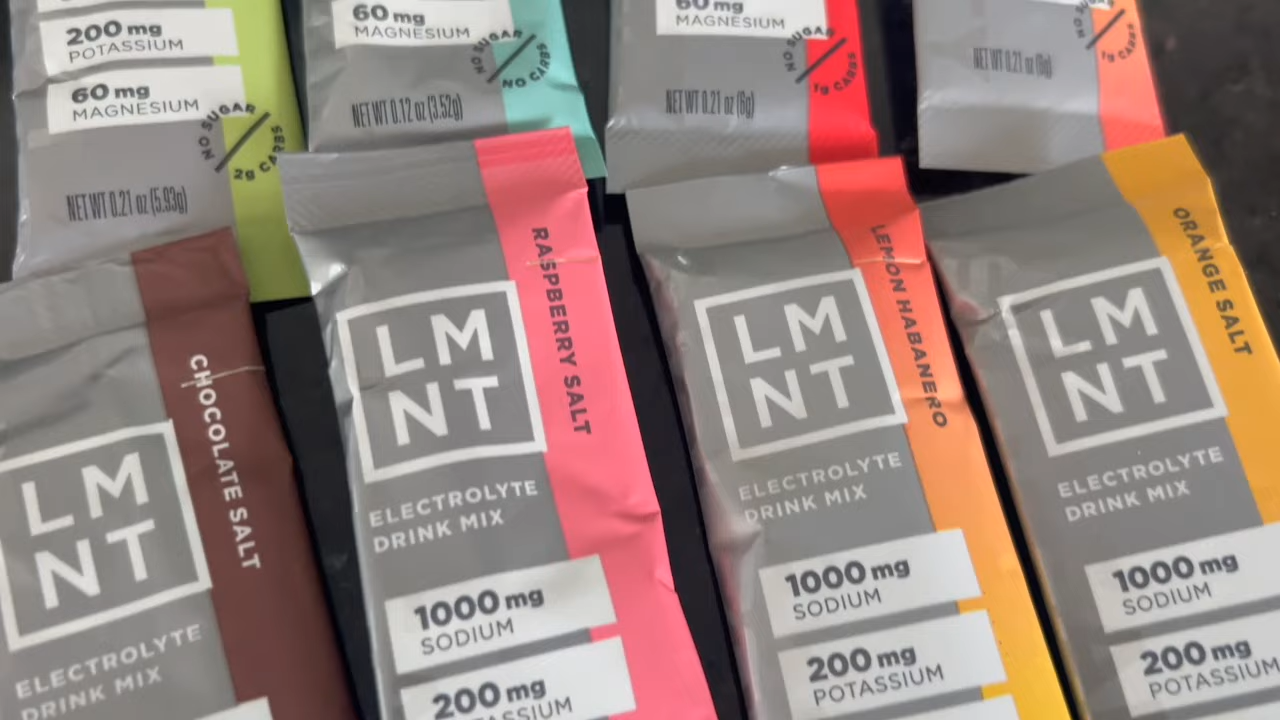 200 mg
POTASSIUM
60 mg
MAGNESIUM
NO SUGAR
2g CARBS
NET WT 0.21 oz (5.93g)
60 mg
MAGNESIUM
NO SUGAR
NO CARBS
NET WT 0.12 oz (3.52g)
60 mg
MAGNESIUM
NO SUGAR
1g CARBS
NET WT 0.21 oz (6g)
1g CARBS
NET WT 0.21 oz (6g)
CHOCOLATE SALT
LM
NT
ELECTROLYTE
DRINK MIX
RASPBERRY SALT
LM
NT
ELECTROLYTE
DRINK MIX
1000 mg
SODIUM
200 mg
POTASSIUM
LEMON HABANERO
LM
NT
ELECTROLYTE
DRINK MIX
1000 mg
SODIUM
200 mg
POTASSIUM
ORANGE SALT
LM
NT
ELECTROLYTE
DRINK MIX
1000 mg
SODIUM
200 mg
POTASSIUM